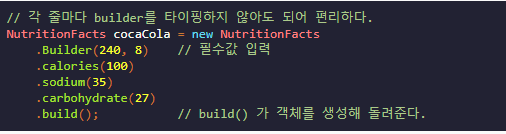 // 각 줄마다 builder를 타이핑하지 않아도 되어 편리하다.
NutritionFacts cocaCola = new NutritionFacts
    .Builder(240, 8)    // 필수값 입력
    .calories(100)
    .sodium(35)
    .carbohydrate(27)
    .build();           // build() 가 객체를 생성해 돌려준다.